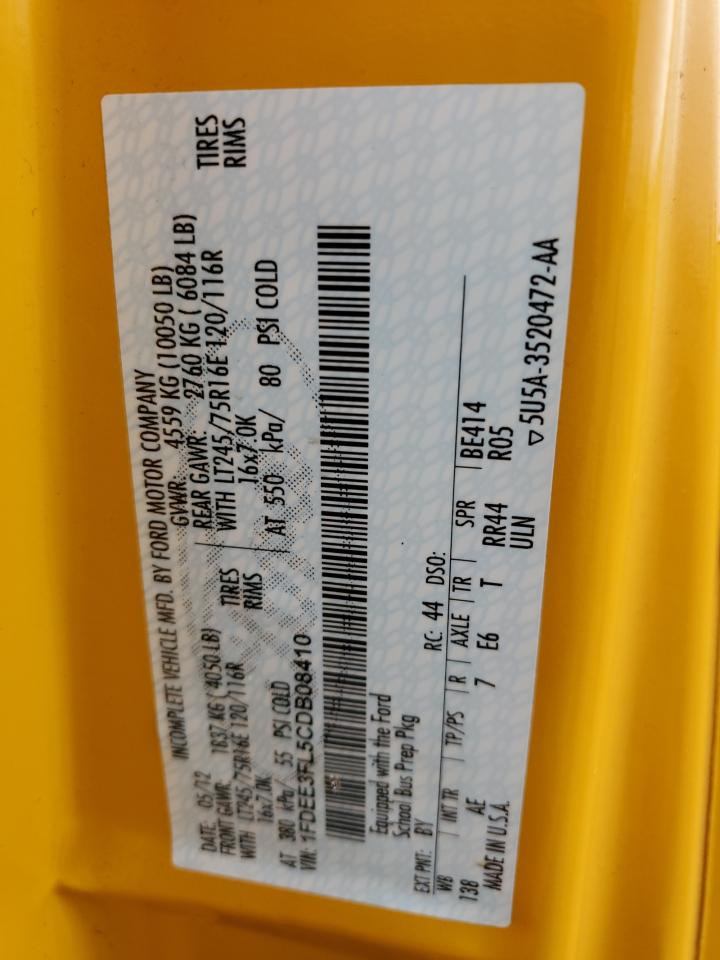 INCOMPLETE VEHICLE MFD. BY FORD MOTOR COMPANY
DATE: 05/12 GVWR: 4559 KG (10050 LB)
FRONT GAWR: 1837 KG (4050 LB) REAR GAWR: 2760 KG ( 6084 LB)
WITH LT245/75R16E 120/116R TIRES WITH LT245/75R16E 120/116R TIRES
16x7.0K RIMS 16x7.0K RIMS
AT 380 kPa/ 55 PSI COLD AT 550 kPa/ 80 PSI COLD
VIN: 1FDEE3FL5CDB08410
Equipped with the Ford
School Bus Prep Pkg
EXT PNT: BY RC: 44 DSO:
WB INT TR TP/PS R AXLE TR SPR BE414
138 AE 7 E6 T RR44 R05
MADE IN U.S.A. ULN
▽5U5A-3520472-AA